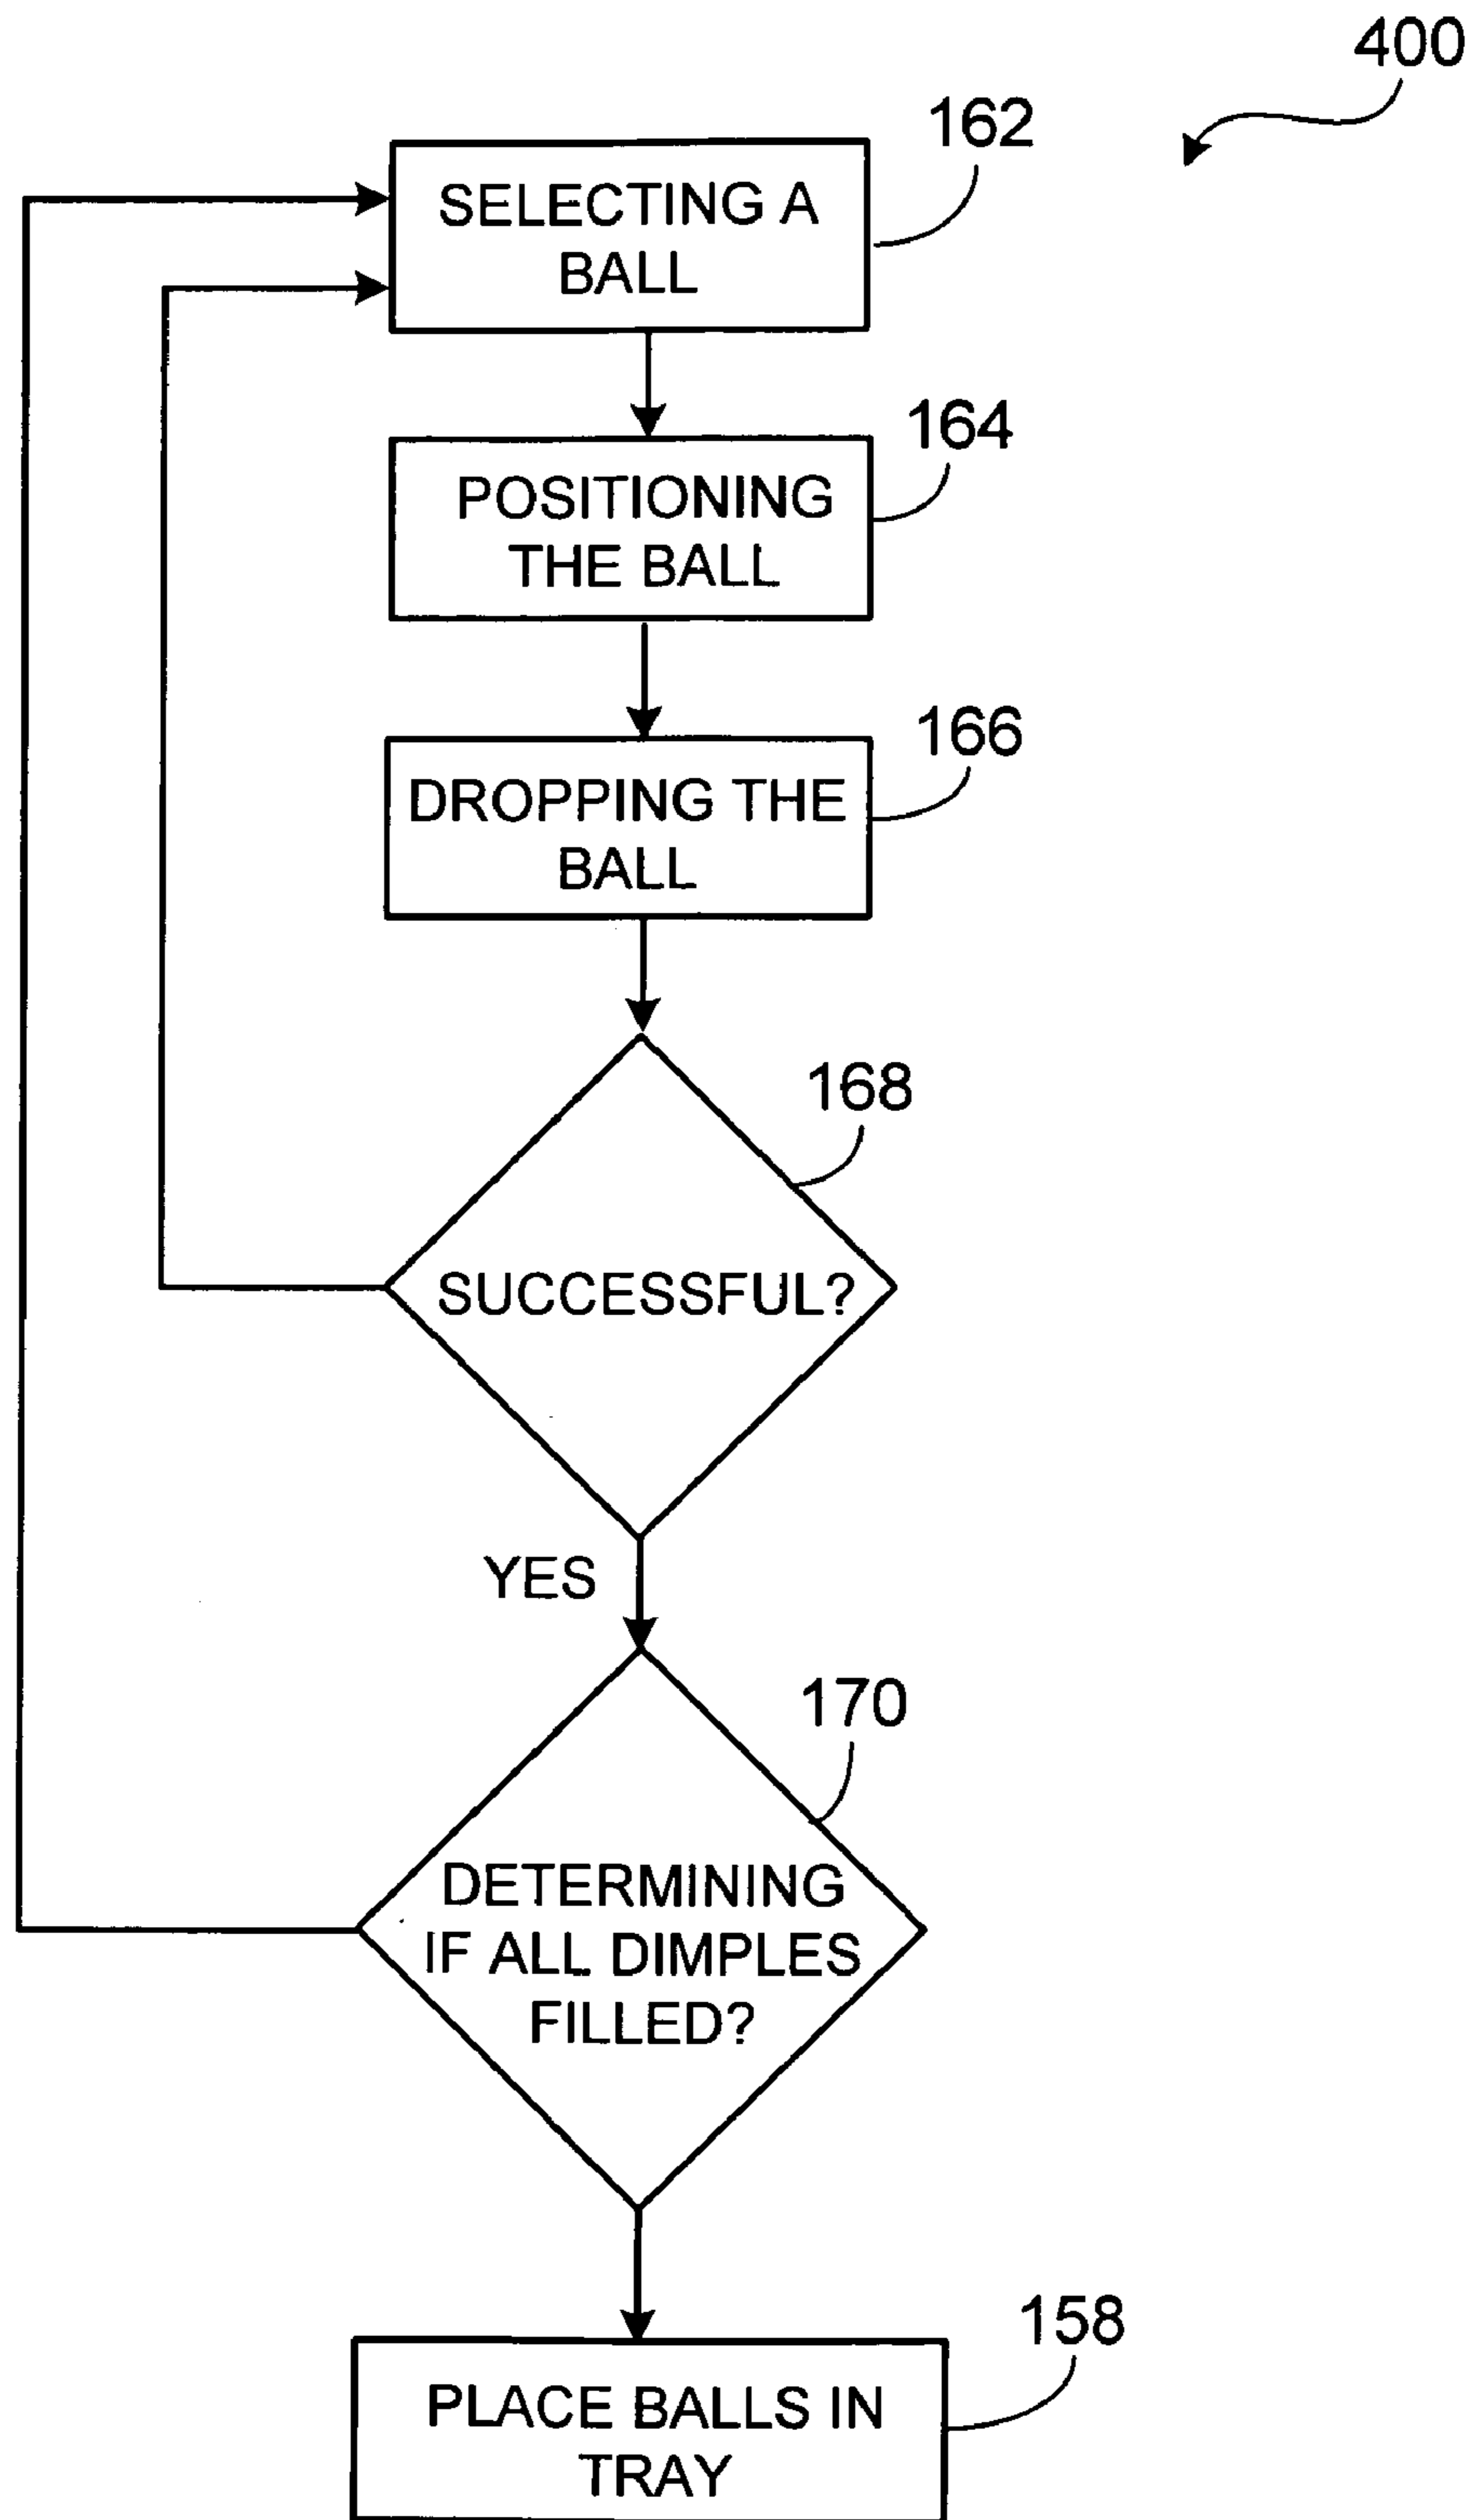 400
162
SELECTING A
BALL
164
POSITIONING
THE BALL
166
DROPPING THE
BALL
168
SUCCESSFUL?
YES
170
DETERMINING
IF ALL DIMPLES
FILLED?
158
PLACE BALLS IN
TRAY